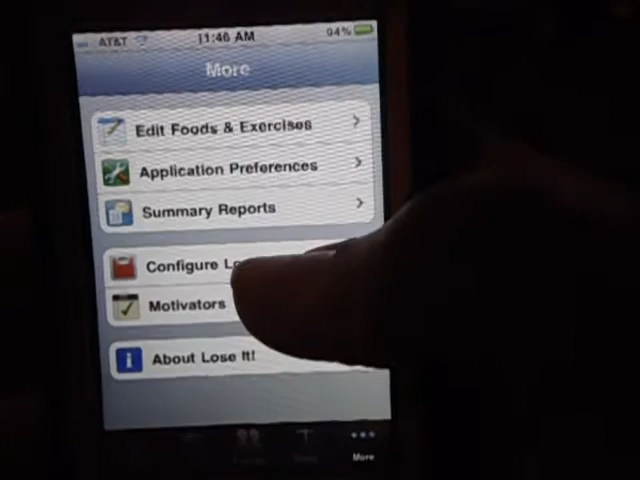 AT&T 11:46 AM 94%
More
Edit Foods & Exercises
Application Preferences
Summary Reports
Configure Lo
Motivators
About Lose It!
More